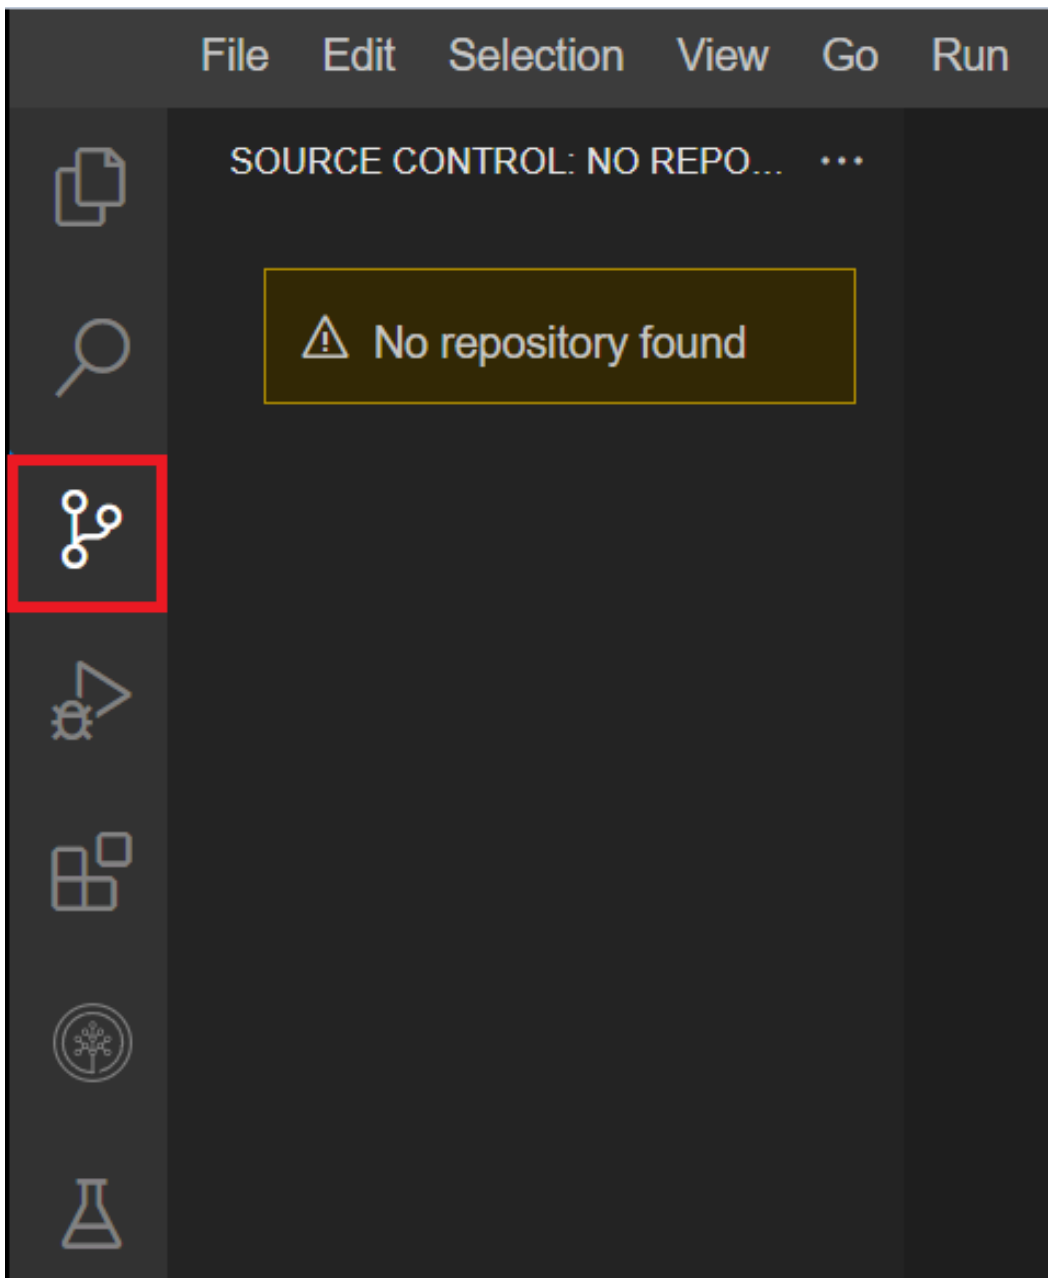 File Edit Selection View Go Run
SOURCE CONTROL: NO REPO... ...
No repository found